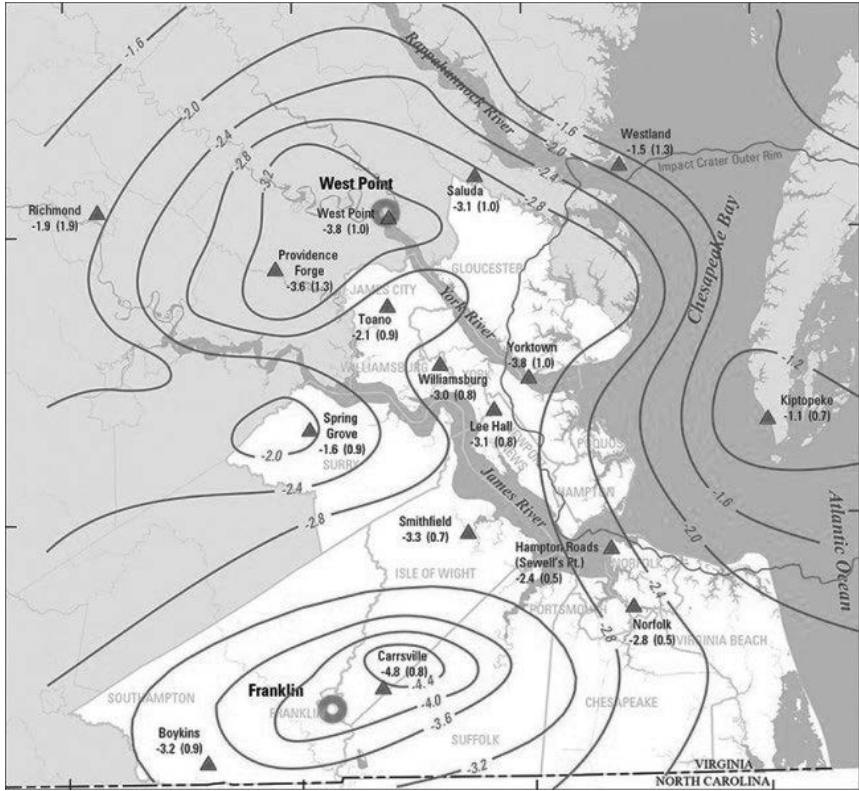 -1.6
-2.0
-2.4
-2.8
-3.2
Rappahannock River
-1.6
-2.0
-2.4
-2.8
Westland
-1.5 (1.3)
Impact Crater Outer Rim
West Point
West Point
-3.8 (1.0)
Saluda
-3.1 (1.0)
Richmond
-1.9 (1.9)
Providence
Forge
-3.6 (1.3)
GLOUCESTER
Chesapeake Bay
JAMES CITY
Toano
-2.1 (0.9)
York River
WILLIAMSBURG
Williamsburg
-3.0 (0.8)
YORK
Yorktown
-3.8 (1.0)
-1.2
Kiptopeke
-1.1 (0.7)
Lee Hall
-3.1 (0.8)
NEWPORT
NEWS
POQUOSON
Spring
Grove
-1.6 (0.9)
-2.0
SURRY
-2.4
-2.8
HAMPTON
James River
-1.6
-2.0
Atlantic Ocean
Smithfield
-3.3 (0.7)
ISLE OF WIGHT
Hampton Roads
(Sewell's Pt.)
-2.4 (0.5)
NORFOLK
-2.4
PORTSMOUTH
-2.8
Norfolk
-2.8 (0.5)
VIRGINIA BEACH
Carrsville
-4.8 (0.8)
-4.4
-4.0
-3.6
-3.2
Franklin
FRANKLIN
SOUTHAMPTON
CHESAPEAKE
SUFFOLK
Boykins
-3.2 (0.9)
VIRGINIA
NORTH CAROLINA